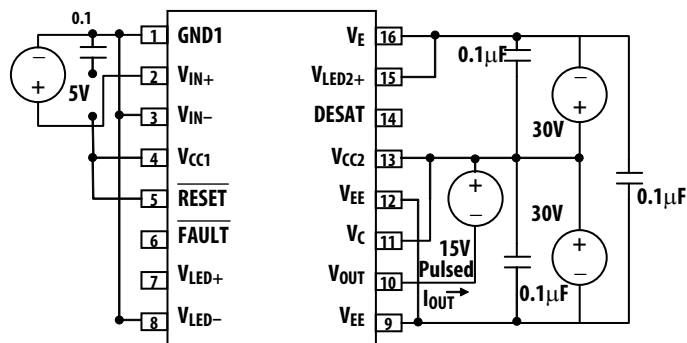 0.1
5V
1 GND1
2 VIN+
3 VIN-
4 VCC1
5 RESET
6 FAULT
7 VLED+
8 VLED-
VE 16
VLED2+ 15
DESAT 14
VCC2 13
VEE 12
VC 11
VOUT 10
VEE 9
0.1μF
30V
0.1μF
30V
15V
Pulsed
IOUT
0.1μF